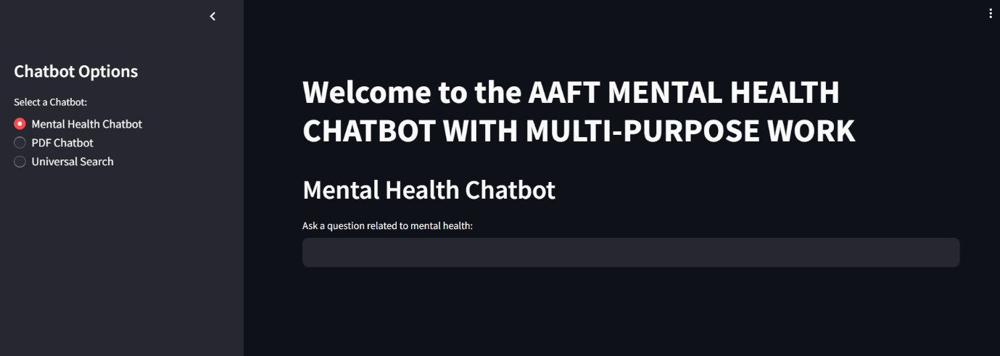 Chatbot Options
Select a Chatbot:
Mental Health Chatbot
PDF Chatbot
Universal Search
Welcome to the AAFT MENTAL HEALTH
CHATBOT WITH MULTI-PURPOSE WORK
Mental Health Chatbot
Ask a question related to mental health: